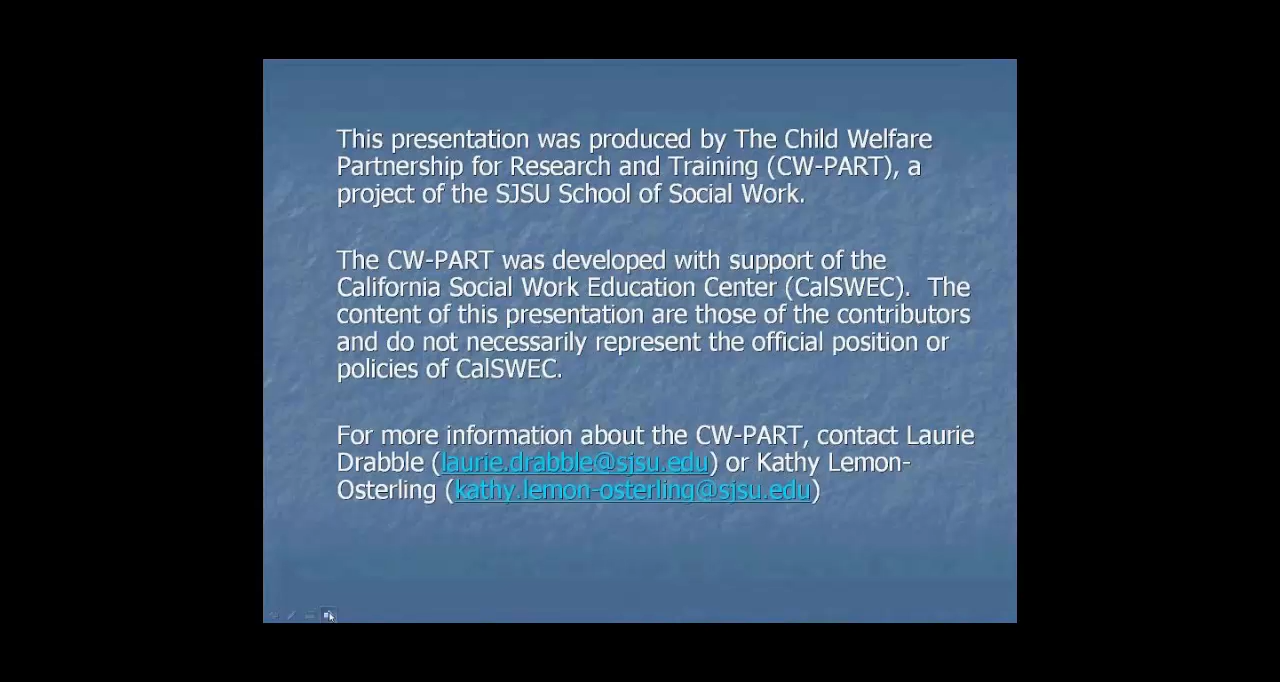 This presentation was produced by The Child Welfare
Partnership for Research and Training (CW-PART), a
project of the SJSU School of Social Work.
The CW-PART was developed with support of the
California Social Work Education Center (CalSWEC).  The
content of this presentation are those of the contributors
and do not necessarily represent the official position or
policies of CalSWEC.
For more information about the CW-PART, contact Laurie
Drabble (laurie.drabble@sjsu.edu) or Kathy Lemon-
Osterling (kathy.lemon-osterling@sjsu.edu)